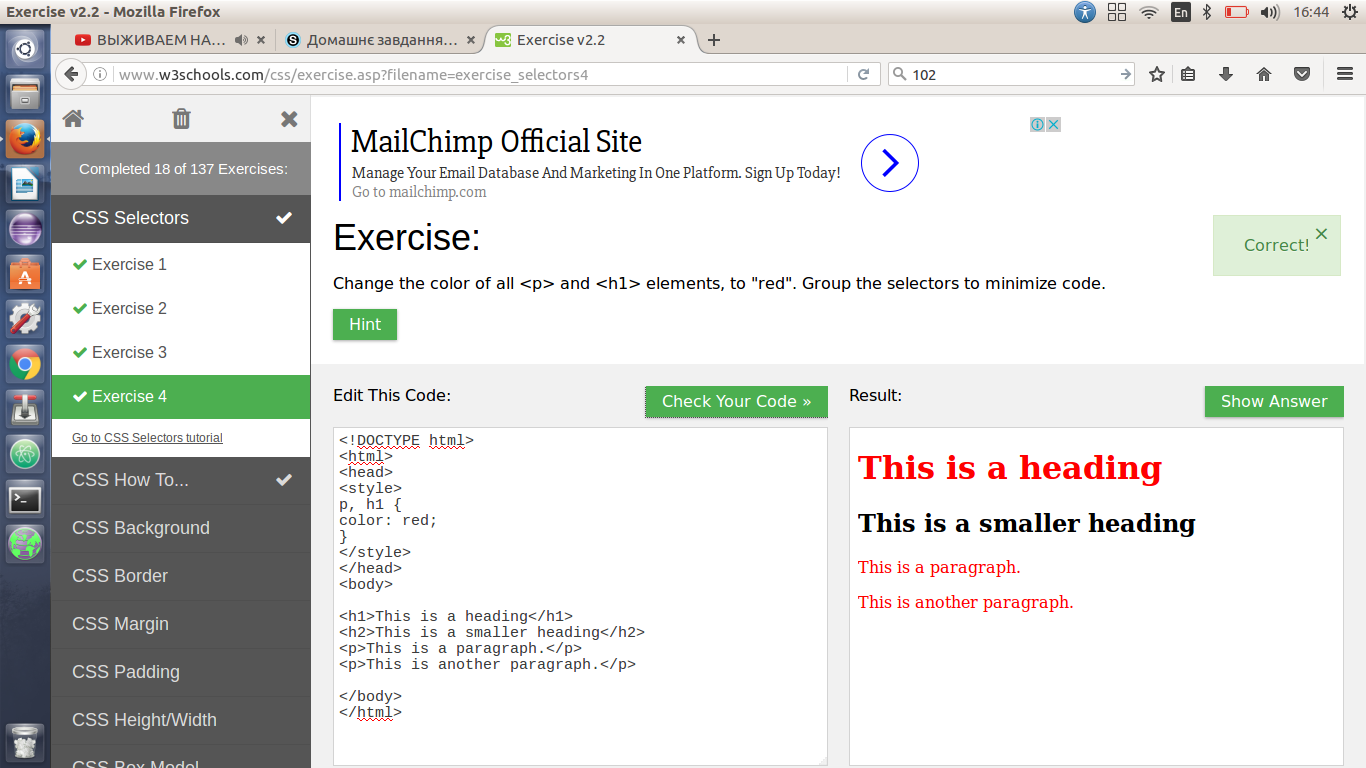 Exercise v2.2 - Mozilla Firefox
En
16:44
ВЫЖИВАЕМ НА...
Домашнє завдання...
Exercise v2.2
www.w3schools.com/css/exercise.asp?filename=exercise_selectors4
102
Completed 18 of 137 Exercises:
CSS Selectors
Exercise 1
Exercise 2
Exercise 3
Exercise 4
Go to CSS Selectors tutorial
CSS How To...
CSS Background
CSS Border
CSS Margin
CSS Padding
CSS Height/Width
CSS Box Model
MailChimp Official Site
Manage Your Email Database And Marketing In One Platform. Sign Up Today!
Go to mailchimp.com
Exercise:
Correct!
Change the color of all <p> and <h1> elements, to "red". Group the selectors to minimize code.
Hint
Edit This Code:
Check Your Code »
Result:
Show Answer
<!DOCTYPE html>
<html>
<head>
<style>
p, h1 {
color: red;
}
</style>
</head>
<body>
<h1>This is a heading</h1>
<h2>This is a smaller heading</h2>
<p>This is a paragraph.</p>
<p>This is another paragraph.</p>
</body>
</html>
This is a heading
This is a smaller heading
This is a paragraph.
This is another paragraph.